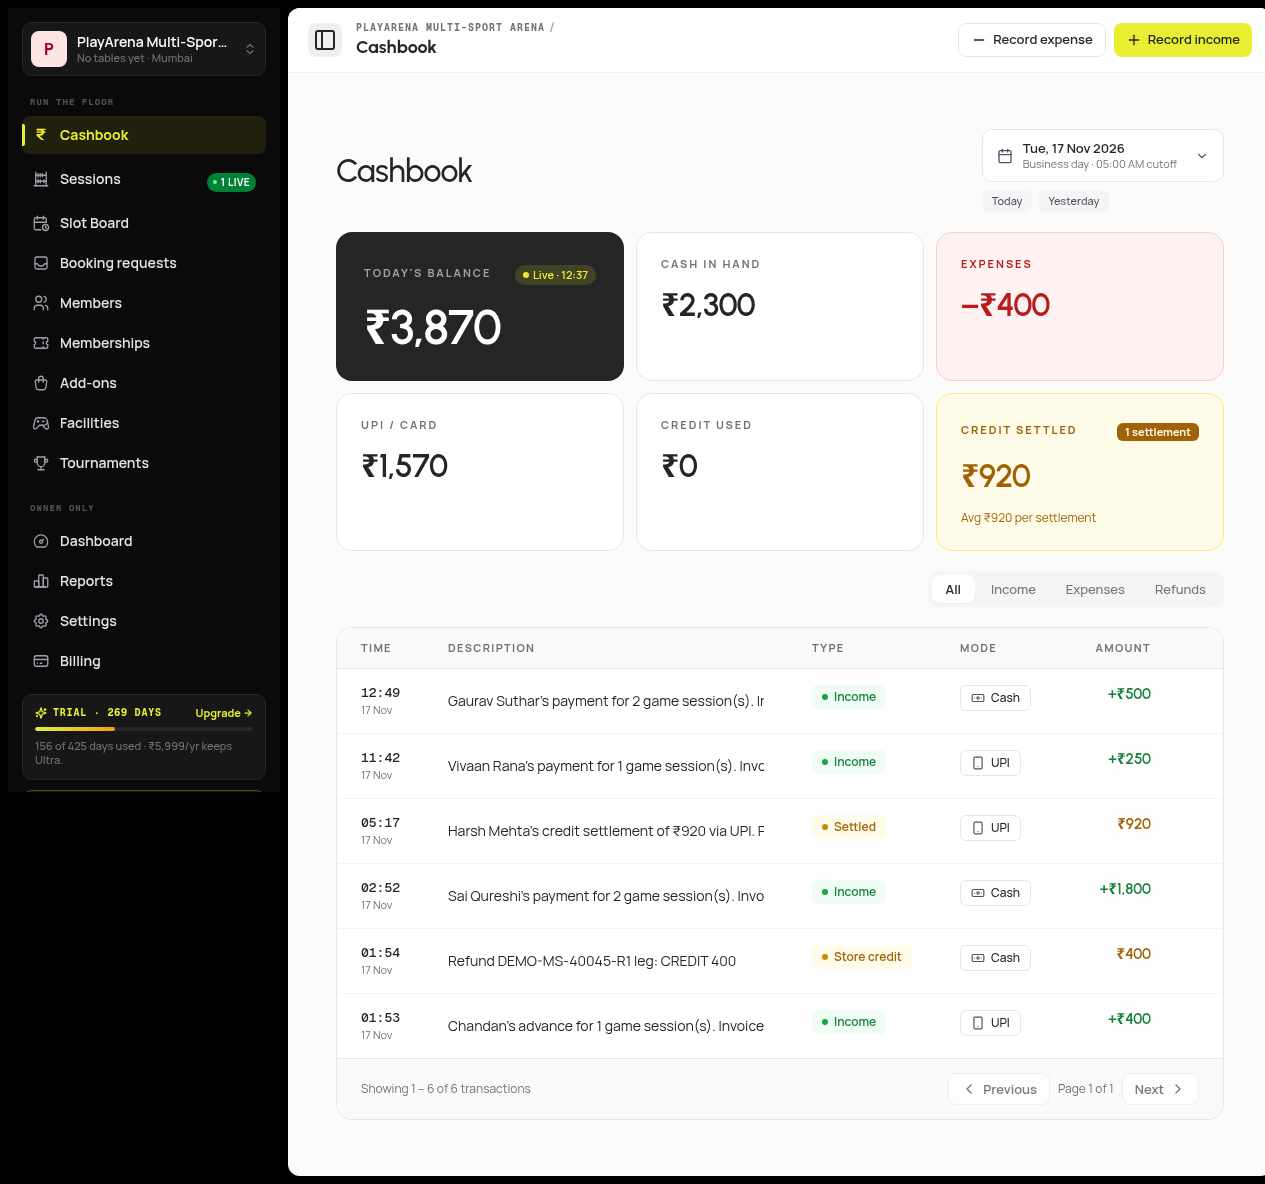 P
PlayArena Multi-Spor...
No tables yet · Mumbai
RUN THE FLOOR
₹ Cashbook
Sessions
1 LIVE
Slot Board
Booking requests
Members
Memberships
Add-ons
Facilities
Tournaments
OWNER ONLY
Dashboard
Reports
Settings
Billing
TRIAL · 269 DAYS
Upgrade →
156 of 425 days used · ₹5,999/yr keeps
Ultra.
PLAYARENA MULTI-SPORT ARENA /
Cashbook
− Record expense
+ Record income
Cashbook
Tue, 17 Nov 2026
Business day · 05:00 AM cutoff
Today
Yesterday
TODAY'S BALANCE
Live · 12:37
₹3,870
CASH IN HAND
₹2,300
EXPENSES
−₹400
UPI / CARD
₹1,570
CREDIT USED
₹0
CREDIT SETTLED
1 settlement
₹920
Avg ₹920 per settlement
All
Income
Expenses
Refunds
TIME DESCRIPTION TYPE MODE AMOUNT
12:49
17 Nov
Gaurav Suthar's payment for 2 game session(s). Ir
Income
Cash
+₹500
11:42
17 Nov
Vivaan Rana's payment for 1 game session(s). Invo
Income
UPI
+₹250
05:17
17 Nov
Harsh Mehta's credit settlement of ₹920 via UPI. F
Settled
UPI
₹920
02:52
17 Nov
Sai Qureshi's payment for 2 game session(s). Invo
Income
Cash
+₹1,800
01:54
17 Nov
Refund DEMO-MS-40045-R1 leg: CREDIT 400
Store credit
Cash
₹400
01:53
17 Nov
Chandan's advance for 1 game session(s). Invoice
Income
UPI
+₹400
Showing 1 – 6 of 6 transactions
Previous
Page 1 of 1
Next